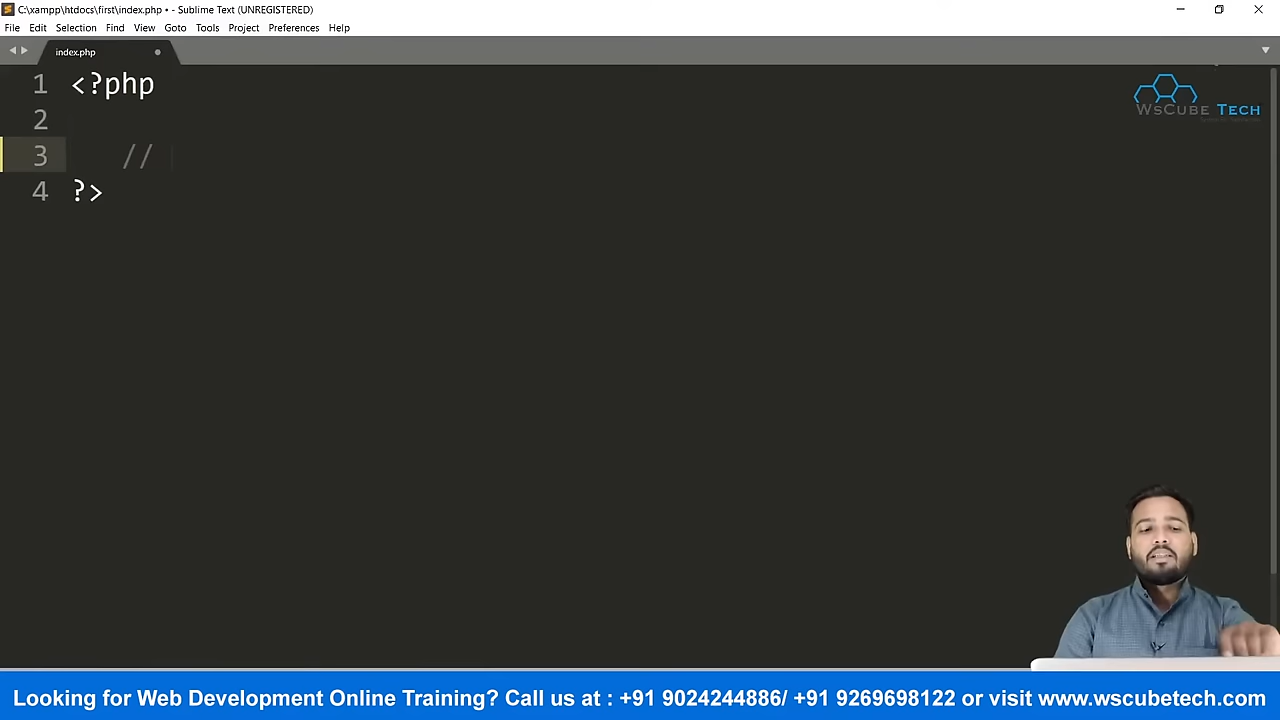 C:\xampp\htdocs\first\index.php • - Sublime Text (UNREGISTERED)
File Edit Selection Find View Goto Tools Project Preferences Help
index.php
1 <?php
2
3 //
4 ?>
WsCube Tech
Looking for Web Development Online Training? Call us at : +91 9024244886/ +91 9269698122 or visit www.wscubetech.com